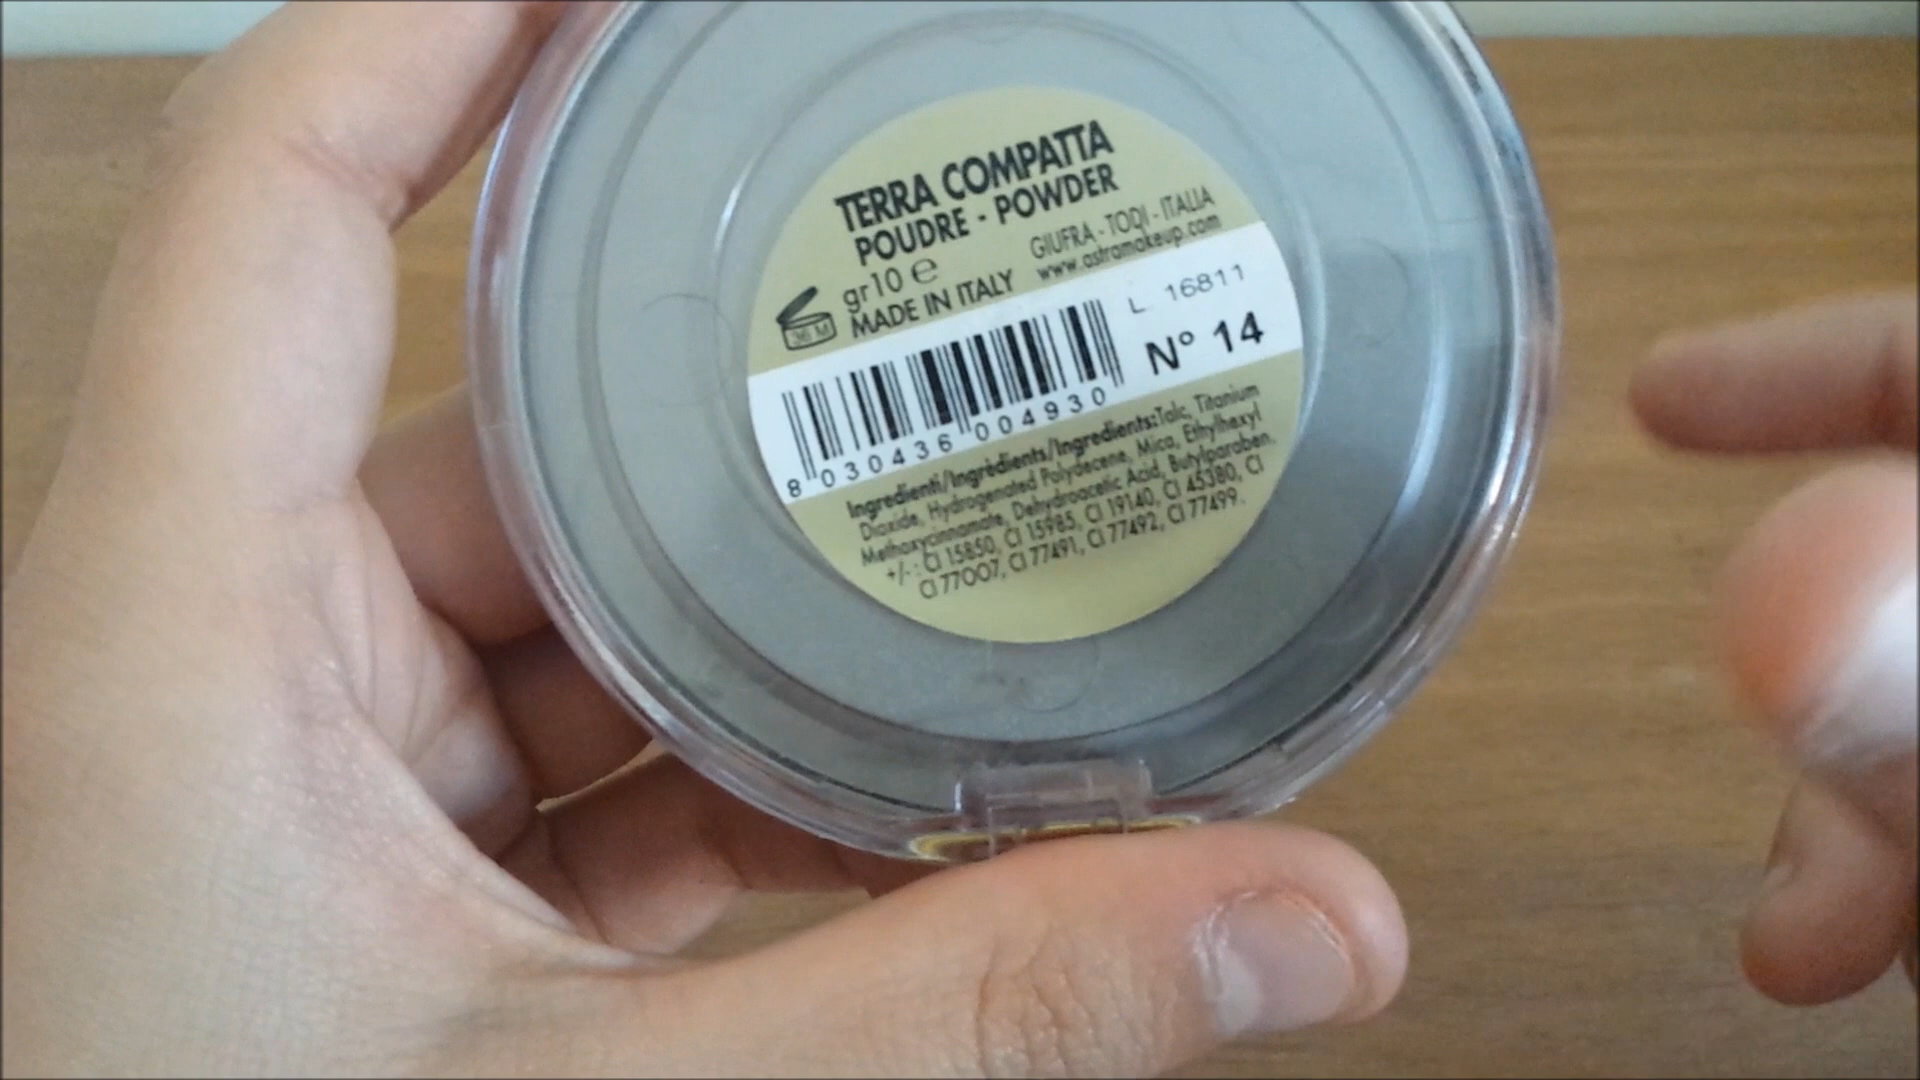 TERRA COMPATTA
POUDRE - POWDER
gr10 e
MADE IN ITALY
GIUFRA - TODI - ITALIA
www.astramakeup.com
36 M
L. 16811
N° 14
8 030436 004930
Ingredienti/Ingrédients/Ingredients: Talc, Titanium
Dioxide, Hydrogenated Polydecene, Mica, Ethylhexyl
Methoxycinnamate, Dehydroacetic Acid, Butylparaben.
+/-: CI 15850, CI 15985, CI 19140, CI 45380, CI
CI 77007, CI 77491, CI 77492, CI 77499.